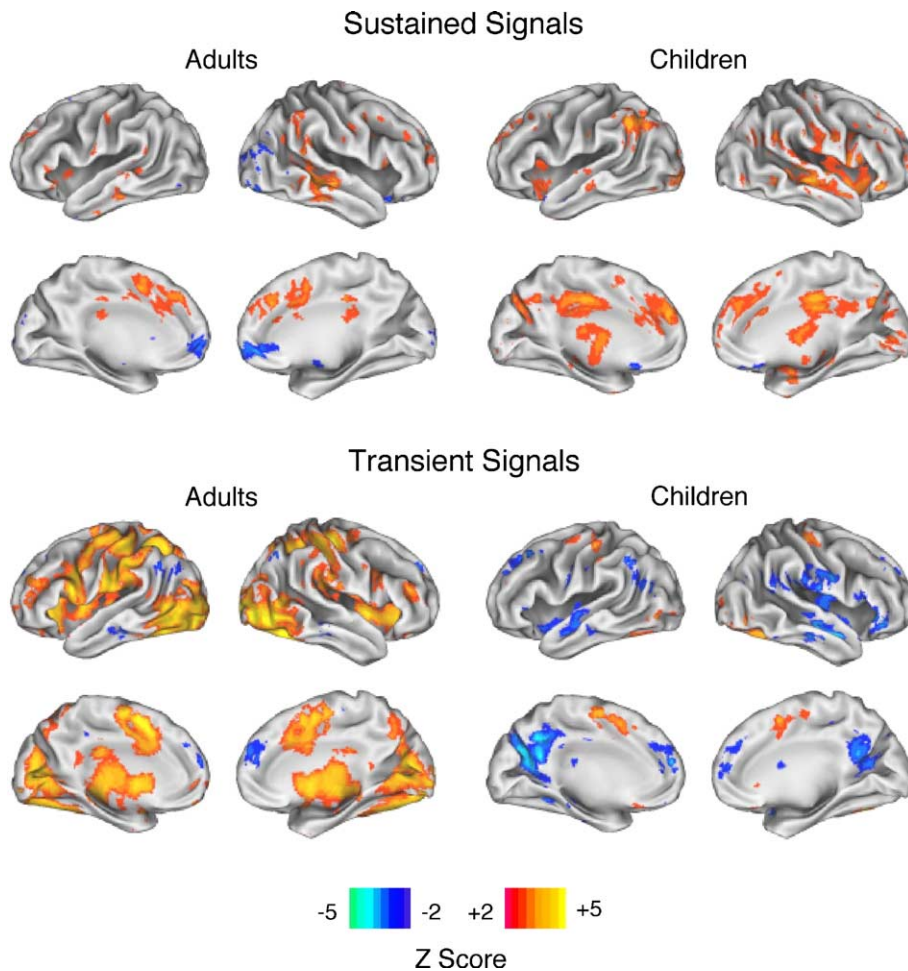 Sustained Signals
Adults
Children
Transient Signals
Adults
Children
-5 -2 +2 +5
Z Score